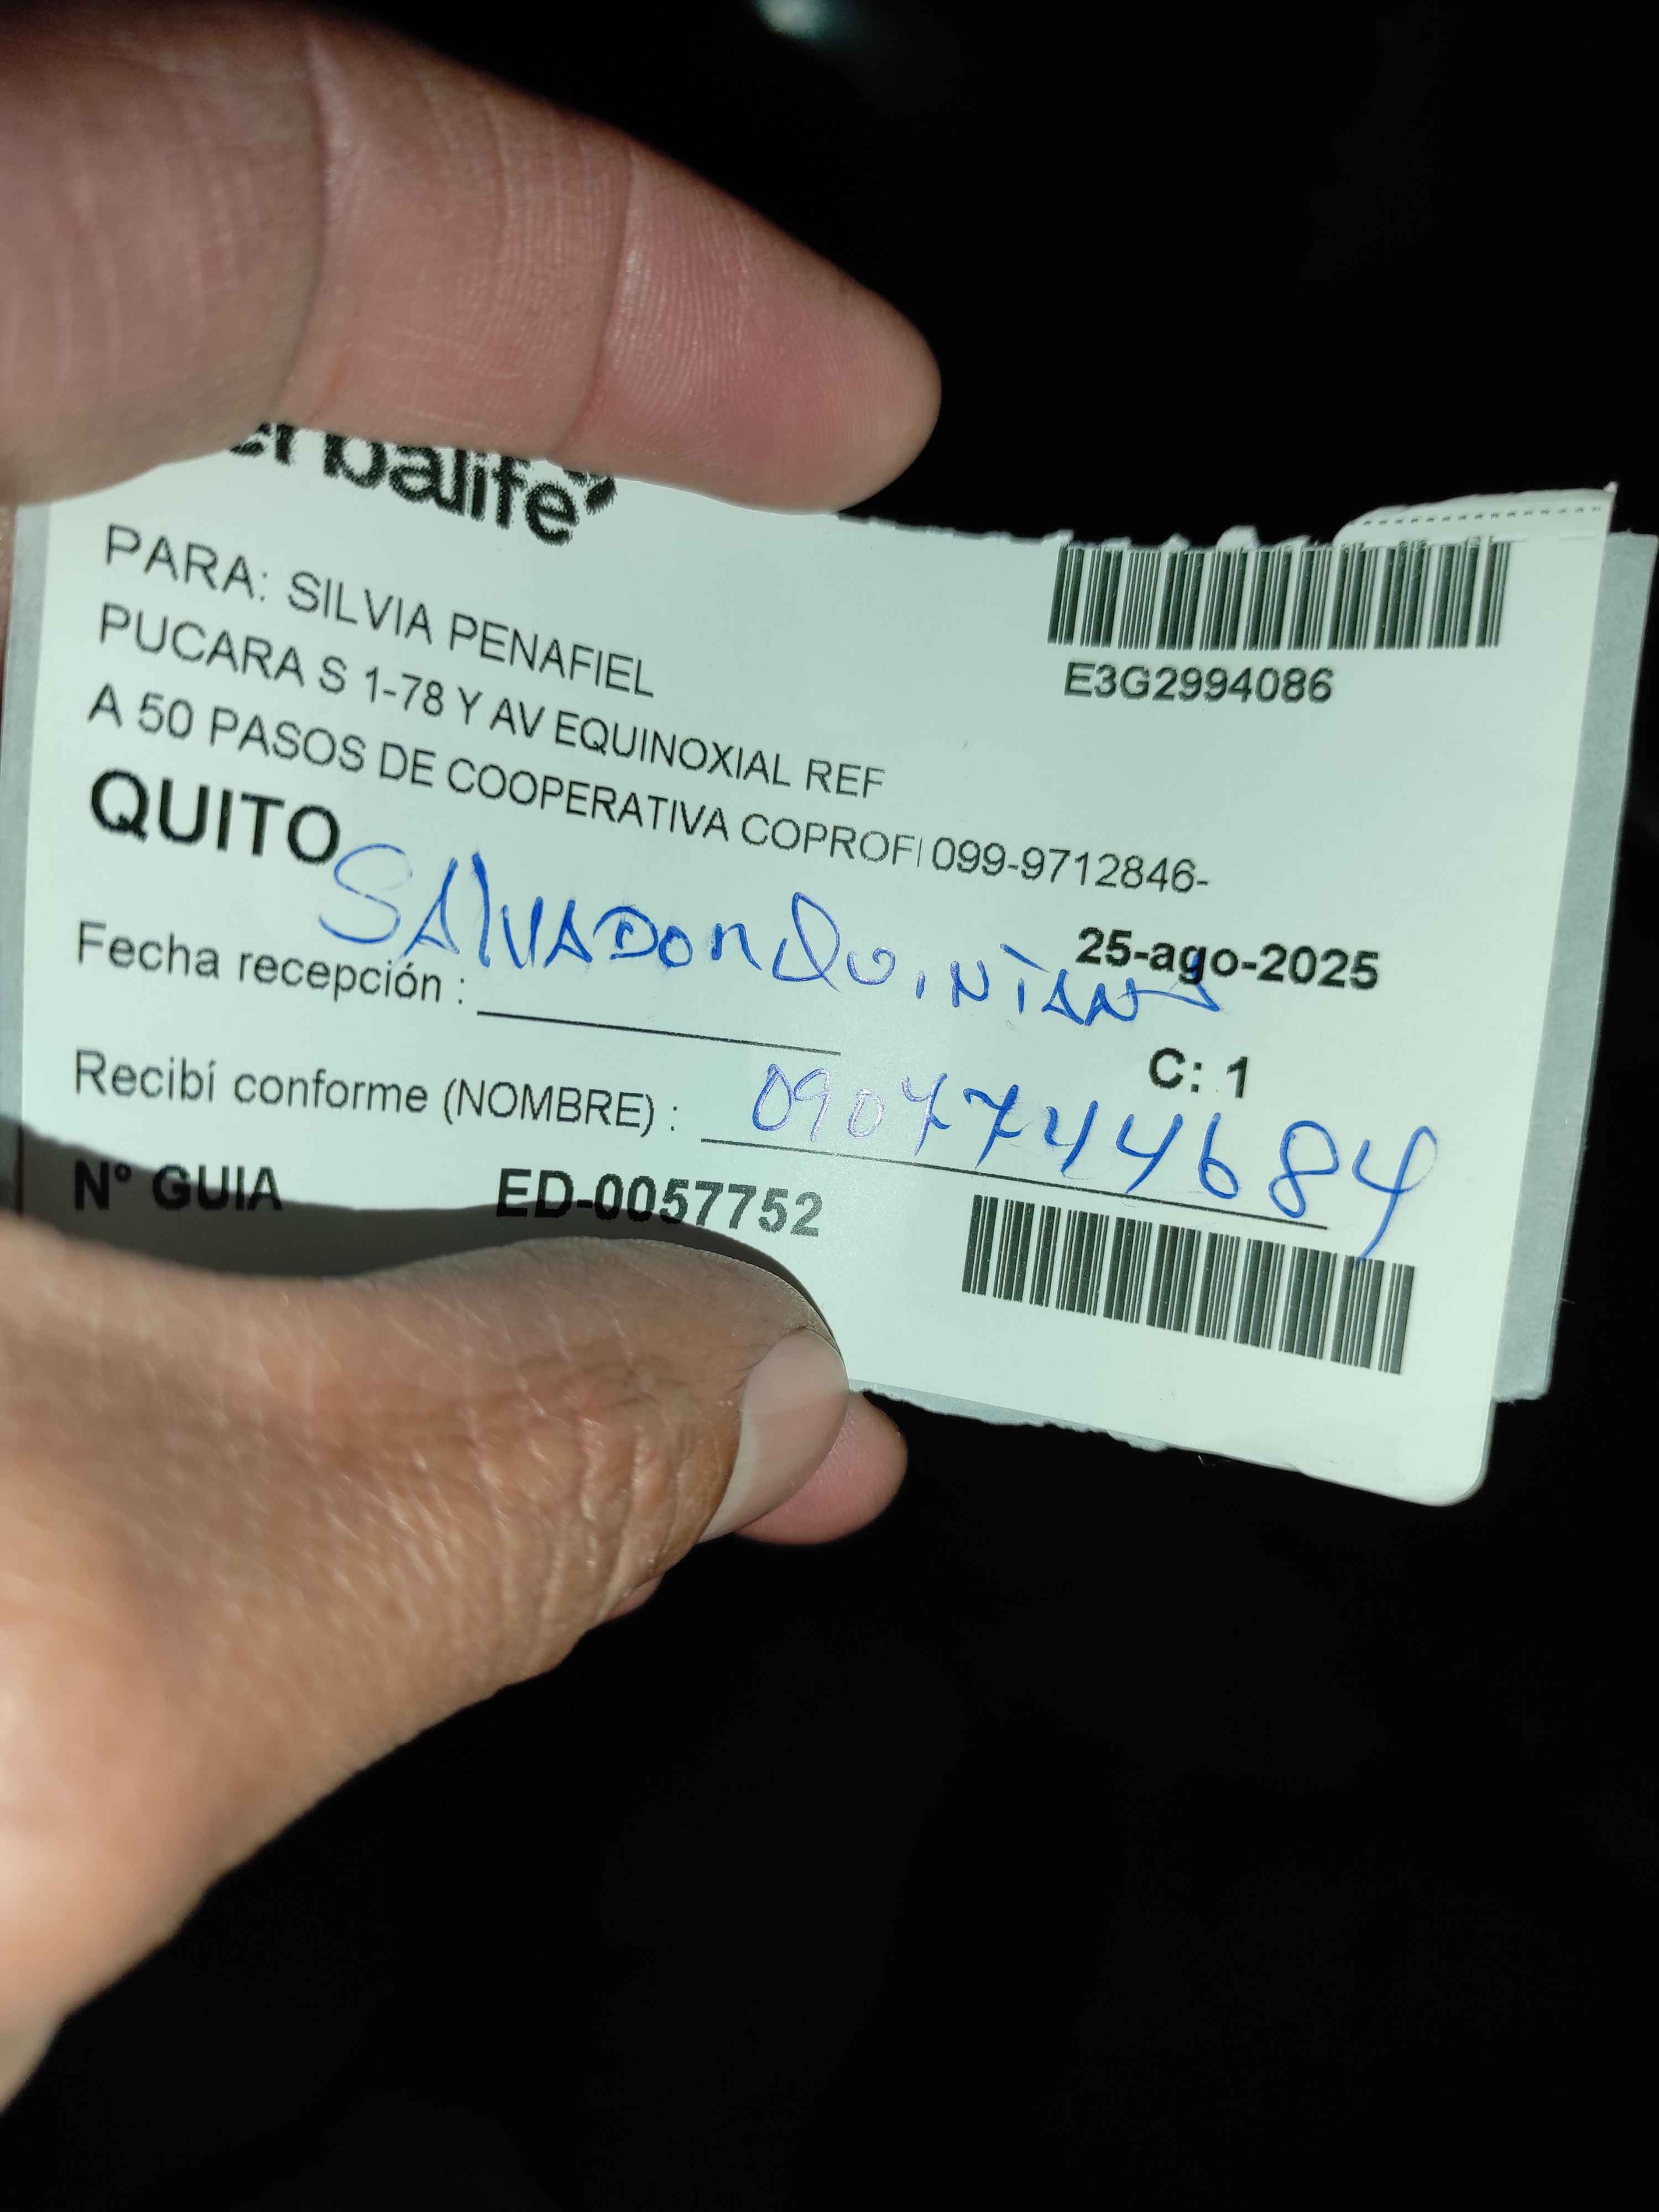 erbalife
PARA: SILVIA PENAFIEL
PUCARA S 1-78 Y AV EQUINOXIAL REF
A 50 PASOS DE COOPERATIVA COPROFI 099-9712846-
QUITO
E3G2994086
SALVADOR QUINTANA
25-ago-2025
Fecha recepción :
C: 1
Recibí conforme (NOMBRE) : 0907744684
Nº GUIA ED-0057752